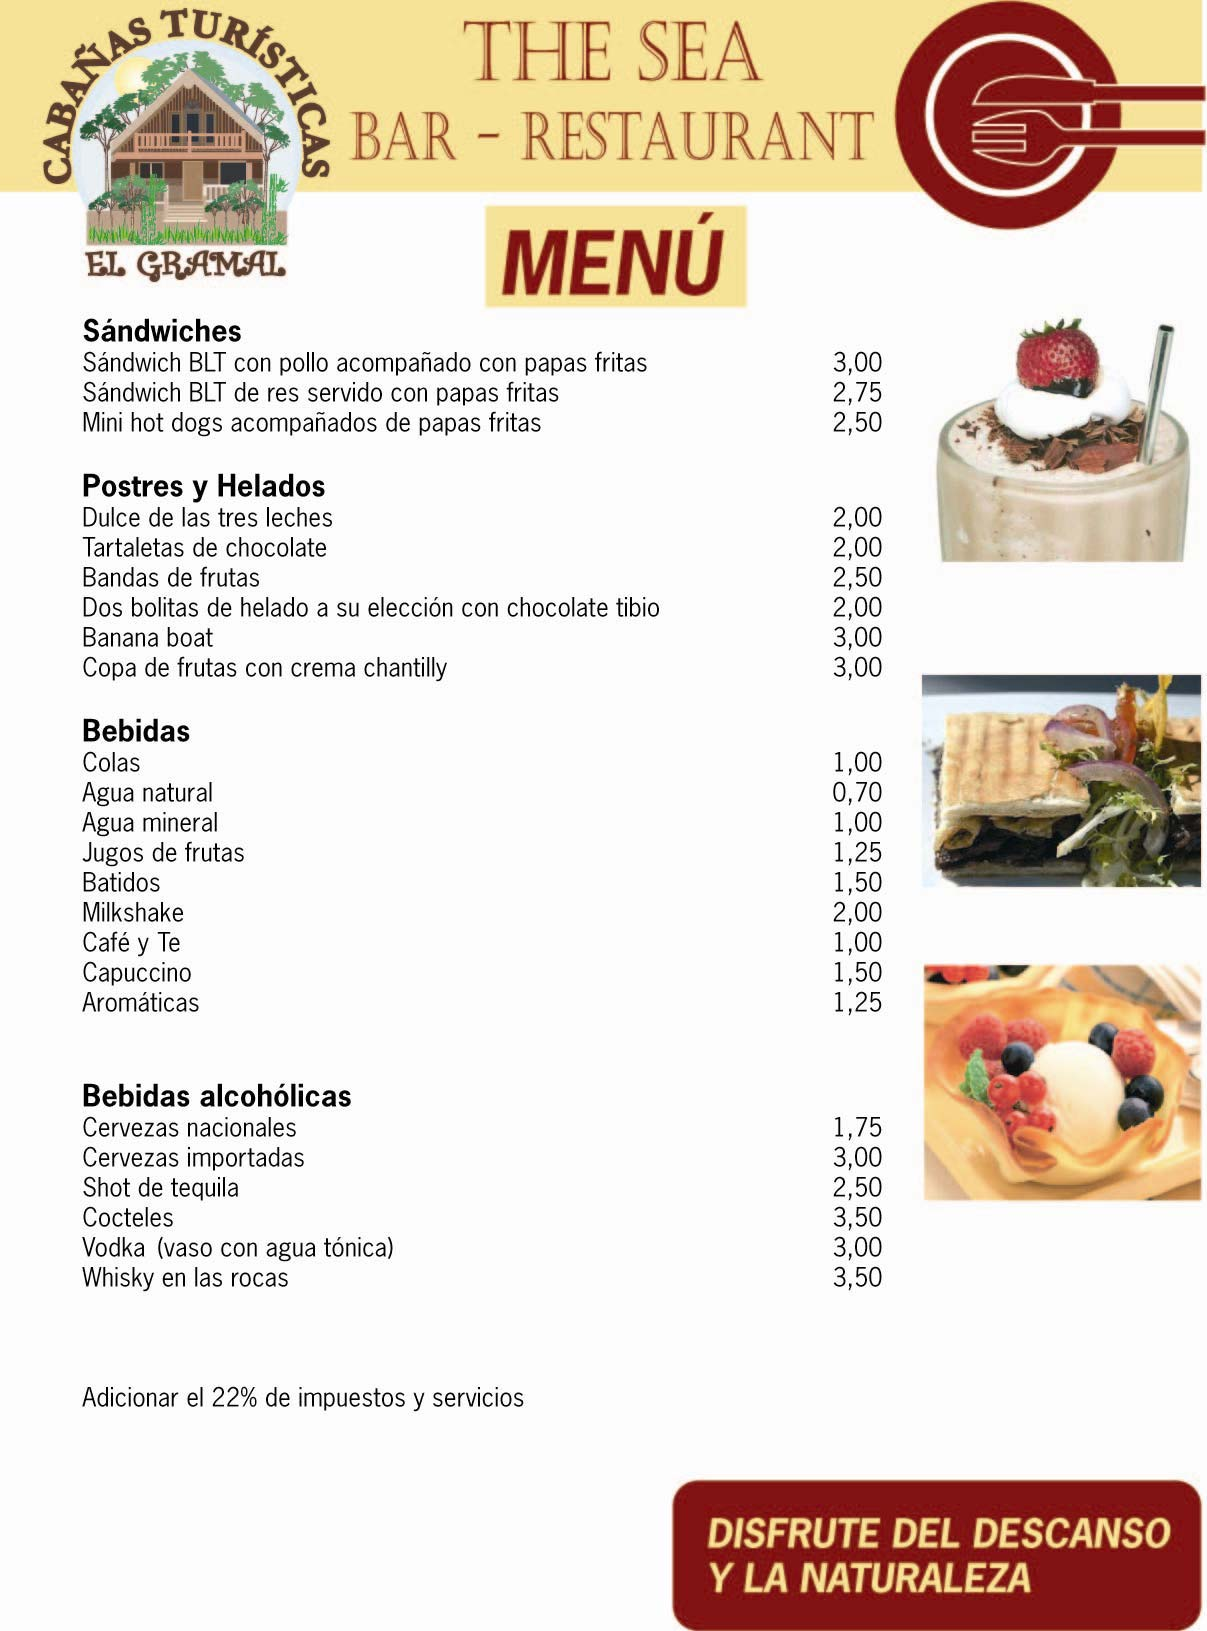 CABAÑAS TURÍSTICAS
EL GRAMAL
THE SEA
BAR - RESTAURANT
MENÚ
Sándwiches
Sándwich BLT con pollo acompañado con papas fritas 3,00
Sándwich BLT de res servido con papas fritas 2,75
Mini hot dogs acompañados de papas fritas 2,50
Postres y Helados
Dulce de las tres leches 2,00
Tartaletas de chocolate 2,00
Bandas de frutas 2,50
Dos bolitas de helado a su elección con chocolate tibio 2,00
Banana boat 3,00
Copa de frutas con crema chantilly 3,00
Bebidas
Colas 1,00
Agua natural 0,70
Agua mineral 1,00
Jugos de frutas 1,25
Batidos 1,50
Milkshake 2,00
Café y Te 1,00
Capuccino 1,50
Aromáticas 1,25
Bebidas alcohólicas
Cervezas nacionales 1,75
Cervezas importadas 3,00
Shot de tequila 2,50
Cocteles 3,50
Vodka (vaso con agua tónica) 3,00
Whisky en las rocas 3,50
Adicionar el 22% de impuestos y servicios
DISFRUTE DEL DESCANSO
Y LA NATURALEZA